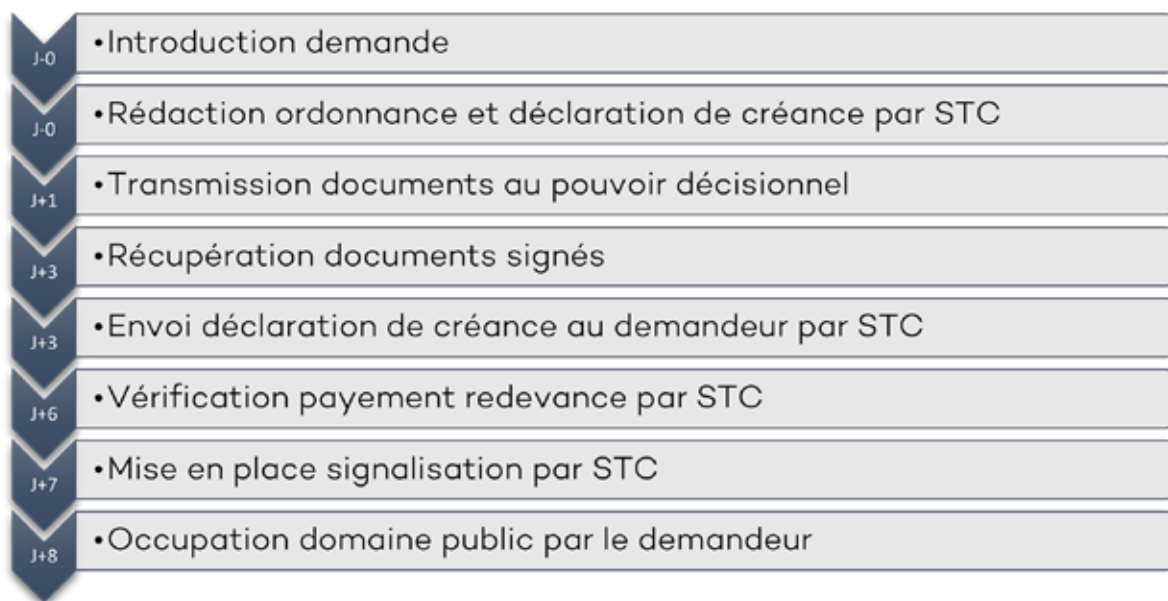 J-0
•Introduction demande
J-0
•Rédaction ordonnance et déclaration de créance par STC
J+1
•Transmission documents au pouvoir décisionnel
J+3
•Récupération documents signés
J+3
•Envoi déclaration de créance au demandeur par STC
J+6
•Vérification payement redevance par STC
J+7
•Mise en place signalisation par STC
J+8
•Occupation domaine public par le demandeur